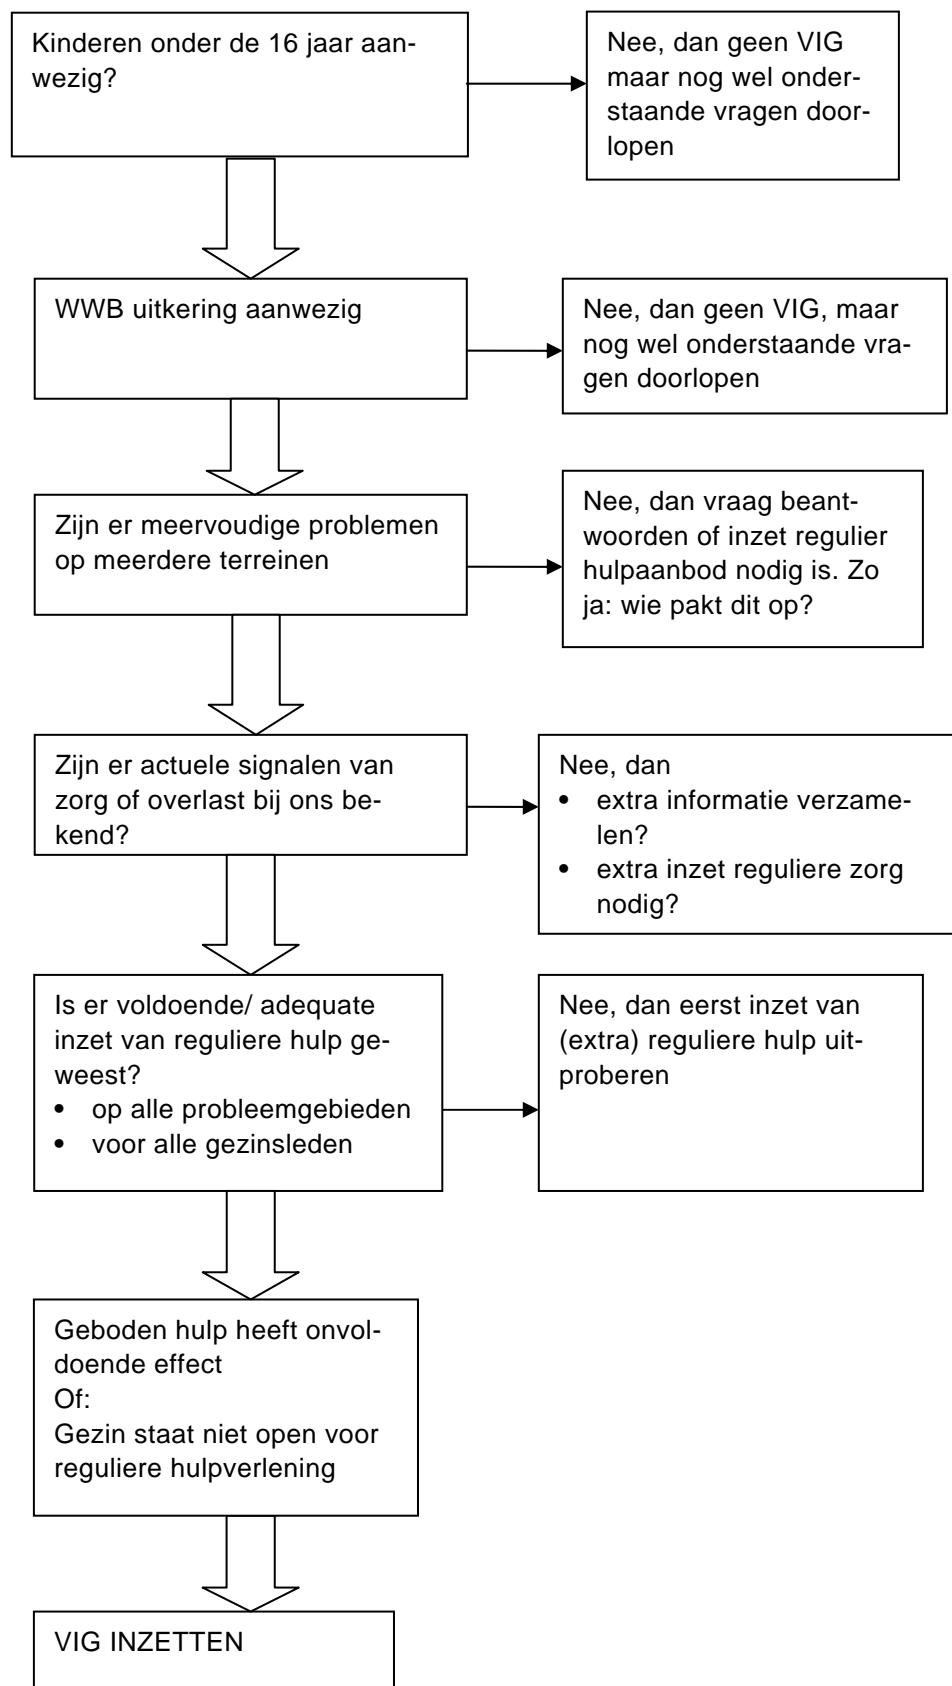 Kinderen onder de 16 jaar aan-
wezig?
Nee, dan geen VIG
maar nog wel onder-
staande vragen door-
lopen
WWB uitkering aanwezig
Nee, dan geen VIG, maar
nog wel onderstaande vra-
gen doorlopen
Zijn er meervoudige problemen
op meerdere terreinen
Nee, dan vraag beant-
woorden of inzet regulier
hulpaanbod nodig is. Zo
ja: wie pakt dit op?
Zijn er actuele signalen van
zorg of overlast bij ons be-
kend?
Nee, dan
• extra informatie verzame-
len?
• extra inzet reguliere zorg
nodig?
Is er voldoende/ adequate
inzet van reguliere hulp ge-
weest?
• op alle probleemgebieden
• voor alle gezinsleden
Nee, dan eerst inzet van
(extra) reguliere hulp uit-
proberen
Geboden hulp heeft onvol-
doende effect
Of:
Gezin staat niet open voor
reguliere hulpverlening
VIG INZETTEN